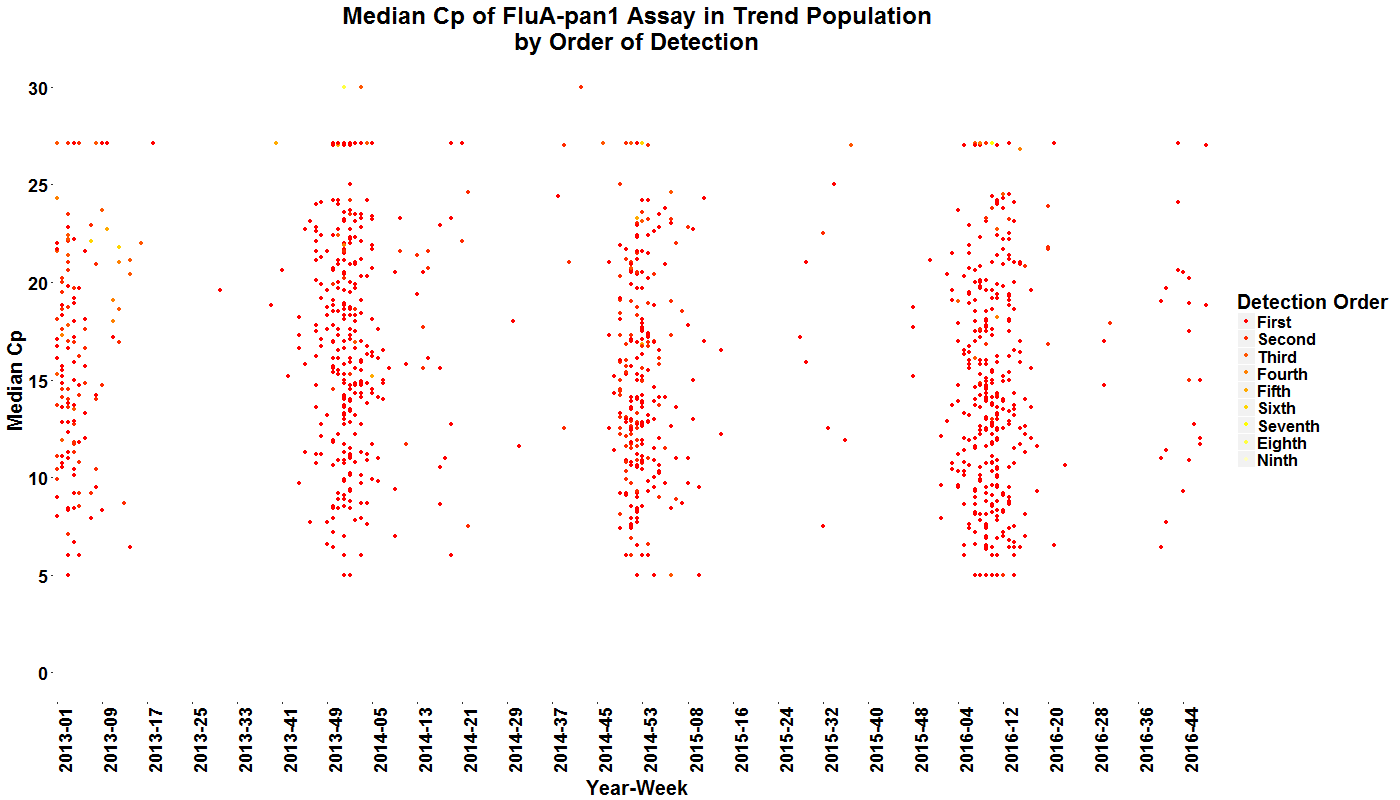 Median Cp of FluA-pan1 Assay in Trend Population
by Order of Detection
Median Cp
30
25
20
15
10
5
0
2013-01
2013-09
2013-17
2013-25
2013-33
2013-41
2013-49
2014-05
2014-13
2014-21
2014-29
2014-37
2014-45
2014-53
2015-08
2015-16
2015-24
2015-32
2015-40
2015-48
2016-04
2016-12
2016-20
2016-28
2016-36
2016-44
Year-Week
Detection Order
First
Second
Third
Fourth
Fifth
Sixth
Seventh
Eighth
Ninth